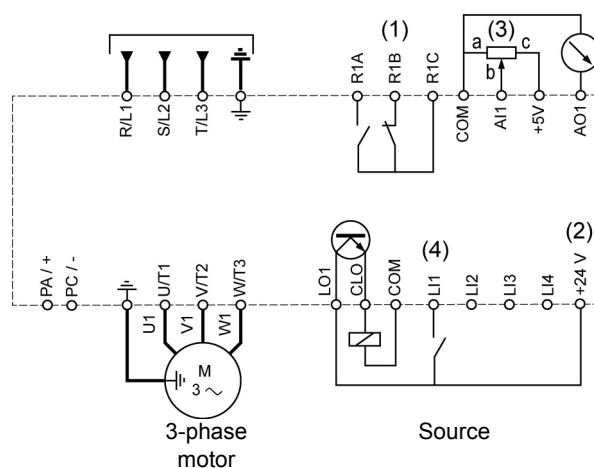 (1)
(3)
a
c
b
R1A
R1B
R1C
COM
AI1
+5V
AO1
R/L1
S/L2
T/L3
(4)
(2)
PA / +
PC / -
U/T1
V/T2
W/T3
U1
V1
W1
LO1
CLO
COM
LI1
LI2
LI3
LI4
+24 V
M
3 ~
3-phase
motor
Source